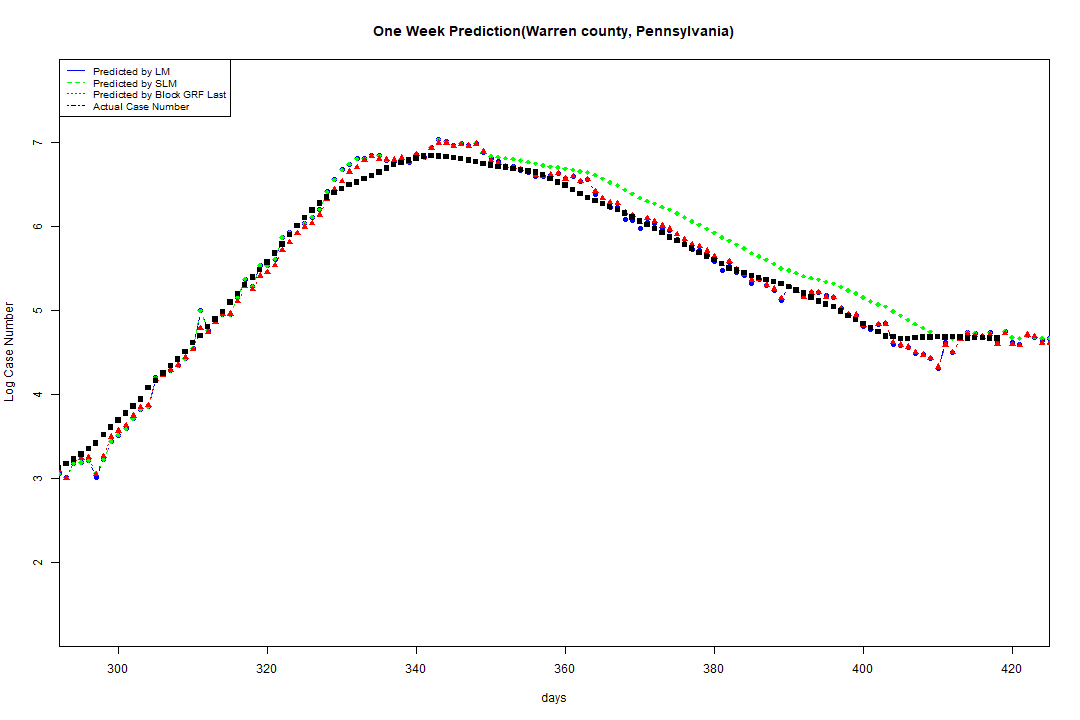 One Week Prediction(Warren county, Pennsylvania)
Predicted by LM
Predicted by SLM
Predicted by Block GRF Last
Actual Case Number
Log Case Number
7
6
5
4
3
2
300 320 340 360 380 400 420
days